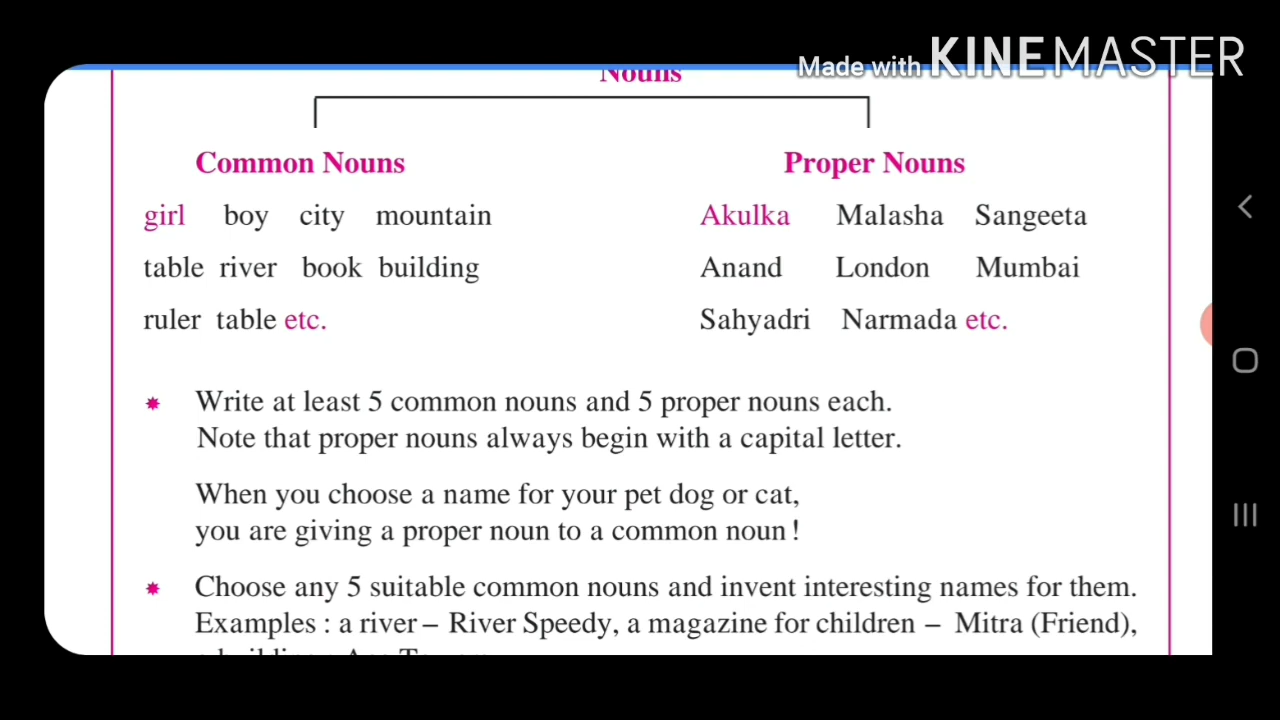 Made with KINEMASTER
Nouns
Common Nouns Proper Nouns
girl boy city mountain Akulka Malasha Sangeeta
table river book building Anand London Mumbai
ruler table etc. Sahyadri Narmada etc.
Write at least 5 common nouns and 5 proper nouns each.
Note that proper nouns always begin with a capital letter.
When you choose a name for your pet dog or cat,
you are giving a proper noun to a common noun !
Choose any 5 suitable common nouns and invent interesting names for them.
Examples : a river – River Speedy, a magazine for children – Mitra (Friend),